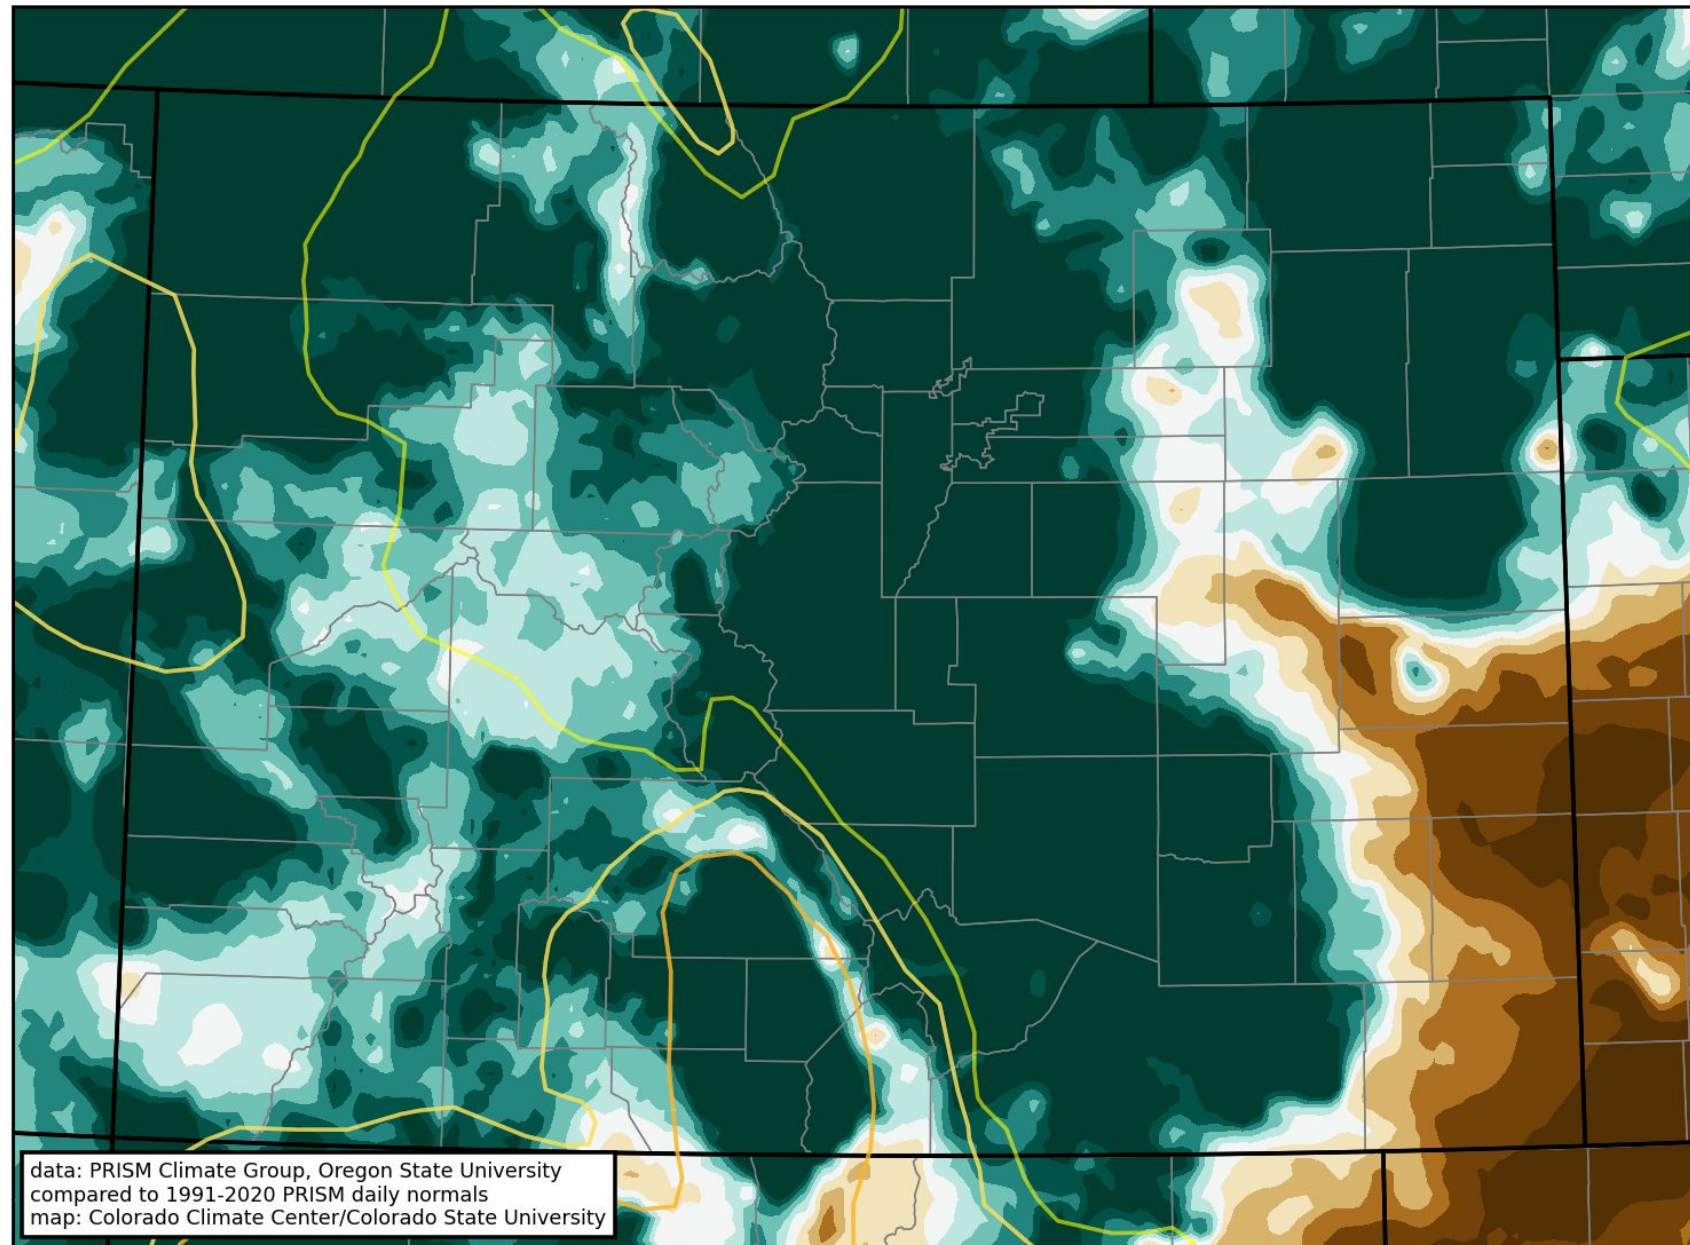 data: PRISM Climate Group, Oregon State University
compared to 1991-2020 PRISM daily normals
map: Colorado Climate Center/Colorado State University